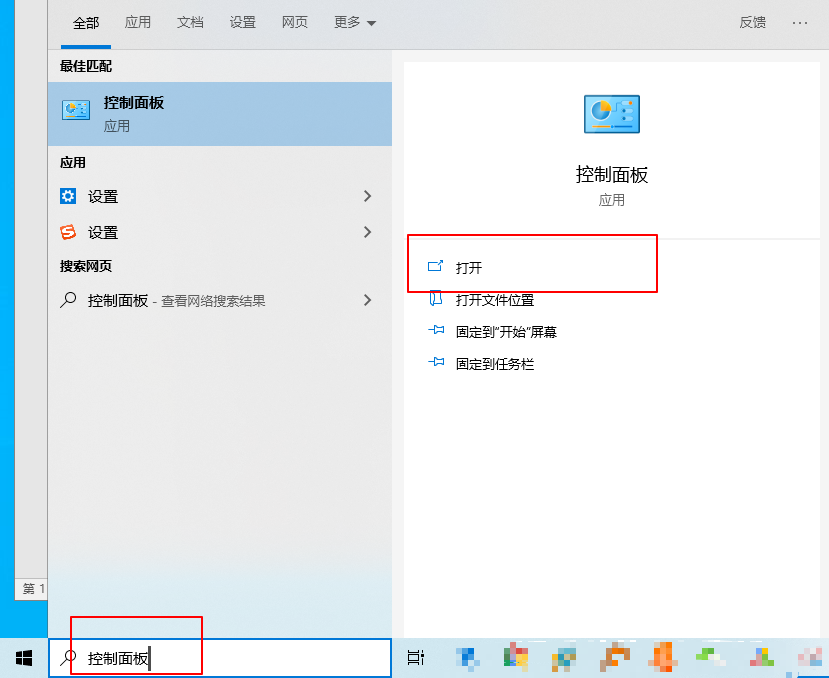 全部 应用 文档 设置 网页 更多 反馈 ···
最佳匹配
控制面板
应用
应用
设置
设置
搜索网页
控制面板 - 查看网络搜索结果
控制面板
应用
打开
打开文件位置
固定到"开始"屏幕
固定到任务栏
第 1
控制面板